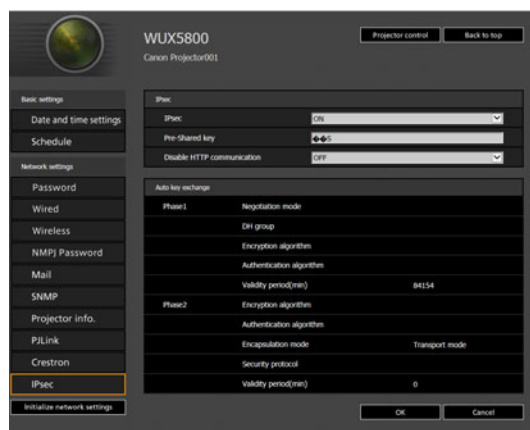 WUX5800
Canon Projector001
Projector control
Back to top
Basic settings
Date and time settings
Schedule
Network settings
Password
Wired
Wireless
NMPJ Password
Mail
SNMP
Projector info.
PJLink
Crestron
IPsec
Initialize network settings
IPsec
IPsec ON
Pre-Shared key ��S
Disable HTTP communication OFF
Auto key exchange
Phase1 Negotiation mode
DH group
Encryption algorithm
Authentication algorithm
Validity period(min) 84154
Phase2 Encryption algorithm
Authentication algorithm
Encapsulation mode Transport mode
Security protocol
Validity period(min) 0
OK Cancel